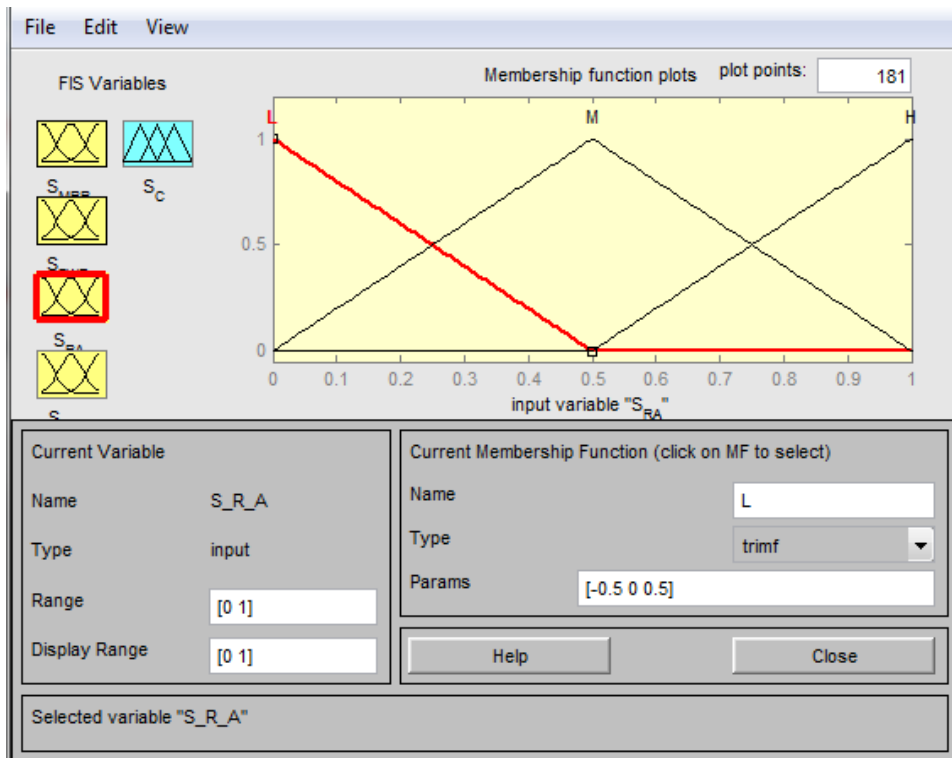 File Edit View
FIS Variables
Membership function plots plot points: 181
L M H
1
0.5
0
0 0.1 0.2 0.3 0.4 0.5 0.6 0.7 0.8 0.9 1
input variable "S_RA"
S_C
S_RA
S
Current Variable
Name S_R_A
Type input
Range [0 1]
Display Range [0 1]
Current Membership Function (click on MF to select)
Name L
Type trimf
Params [-0.5 0 0.5]
Help Close
Selected variable "S_R_A"